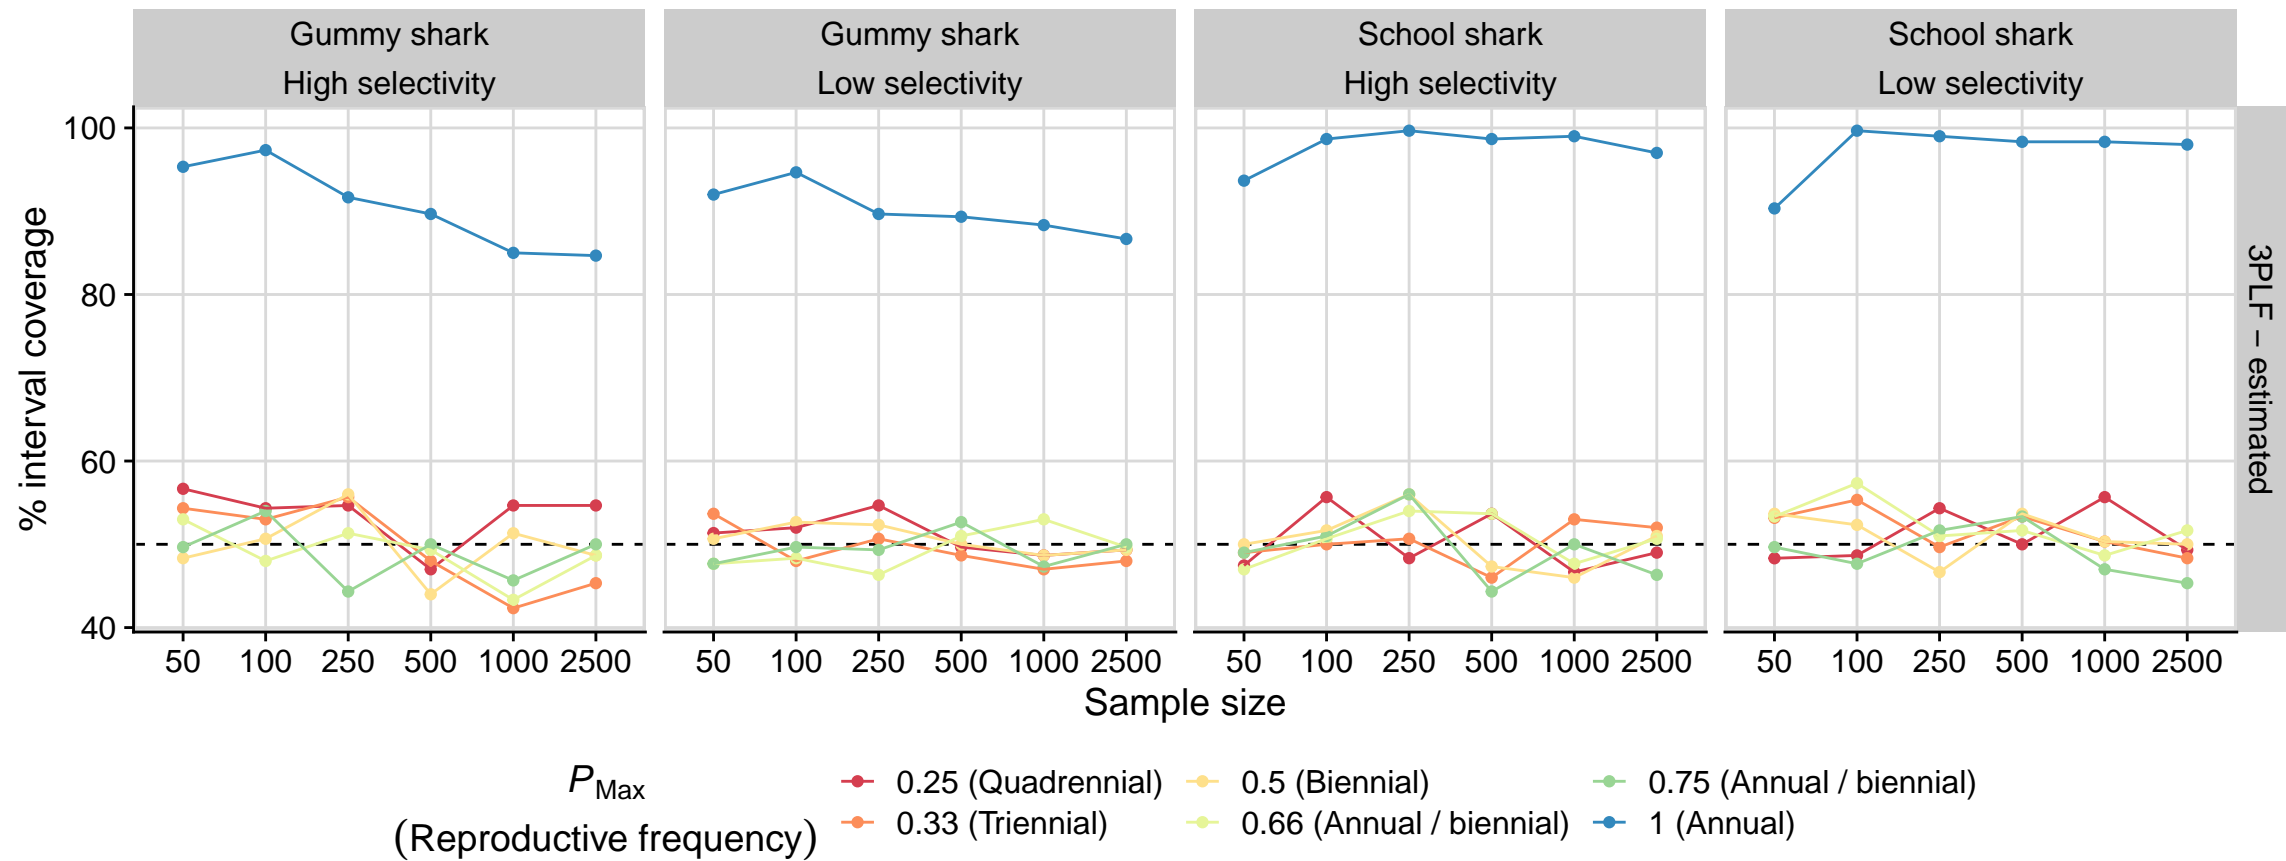 Gummy shark
High selectivity
Gummy shark
Low selectivity
School shark
High selectivity
School shark
Low selectivity
% interval coverage
100
80
60
40
3PLF – estimated
50 100 250 500 1000 2500
50 100 250 500 1000 2500
50 100 250 500 1000 2500
50 100 250 500 1000 2500
Sample size
PMax
(Reproductive frequency)
0.25 (Quadrennial)
0.33 (Triennial)
0.5 (Biennial)
0.66 (Annual / biennial)
0.75 (Annual / biennial)
1 (Annual)